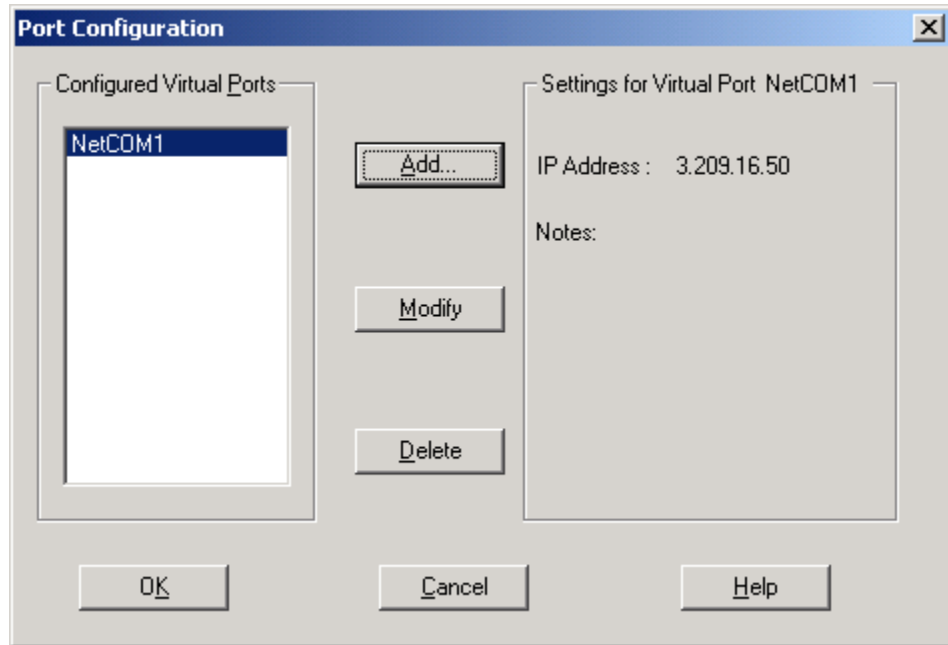 Port Configuration
Configured Virtual Ports
NetCOM1
Add...
Modify
Delete
Settings for Virtual Port NetCOM1
IP Address : 3.209.16.50
Notes:
OK
Cancel
Help